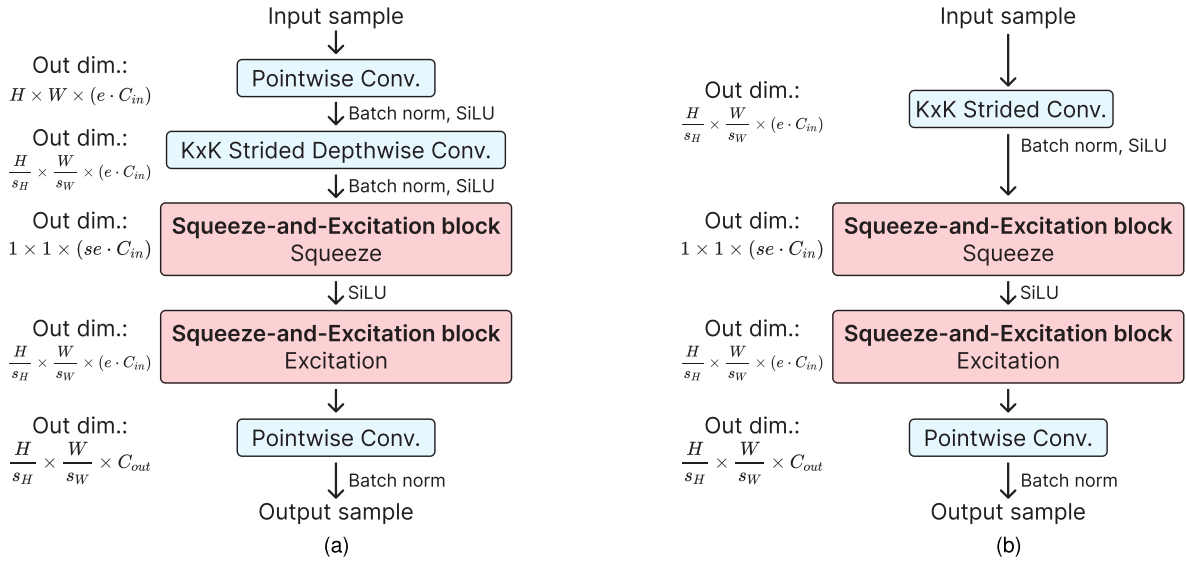 Input sample
Out dim.:
H × W × (e · C_in)
Pointwise Conv.
Batch norm, SiLU
Out dim.:
H/s_H × W/s_W × (e · C_in)
KxK Strided Depthwise Conv.
Batch norm, SiLU
Out dim.:
1 × 1 × (se · C_in)
Squeeze-and-Excitation block
Squeeze
SiLU
Out dim.:
H/s_H × W/s_W × (e · C_in)
Squeeze-and-Excitation block
Excitation
Out dim.:
H/s_H × W/s_W × C_out
Pointwise Conv.
Batch norm
Output sample
(a)
Input sample
Out dim.:
H/s_H × W/s_W × (e · C_in)
KxK Strided Conv.
Batch norm, SiLU
Out dim.:
1 × 1 × (se · C_in)
Squeeze-and-Excitation block
Squeeze
SiLU
Out dim.:
H/s_H × W/s_W × (e · C_in)
Squeeze-and-Excitation block
Excitation
Out dim.:
H/s_H × W/s_W × C_out
Pointwise Conv.
Batch norm
Output sample
(b)